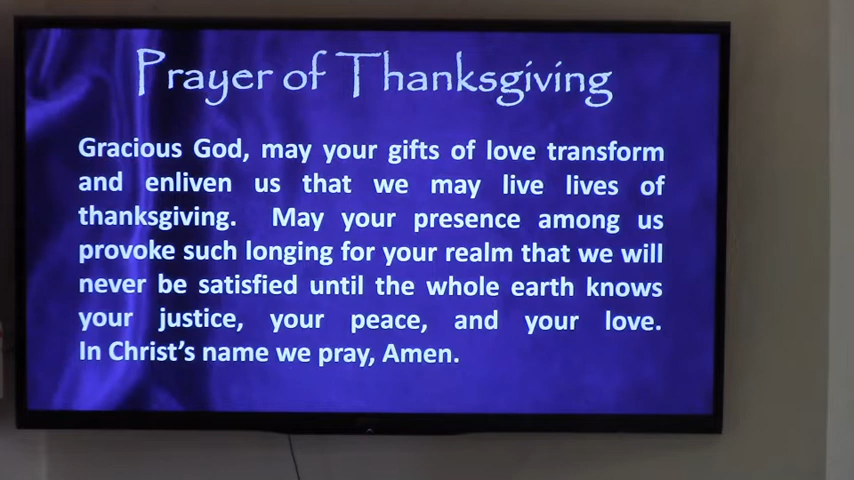 Prayer of Thanksgiving
Gracious God, may your gifts of love transform
and enliven us that we may live lives of
thanksgiving. May your presence among us
provoke such longing for your realm that we will
never be satisfied until the whole earth knows
your justice, your peace, and your love.
In Christ's name we pray, Amen.